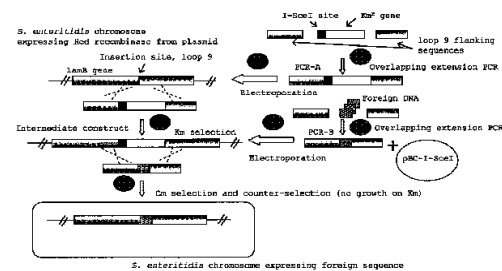 I-SceI site
Km² gene
S. enteritidis chromosome
expressing Red recombinase from plasmid
Insertion site, loop 9
lamB gene
loop 9 flanking
sequences
Overlapping extension PCR
PCR-A
Electroporation
Foreign DNA
Overlapping extension PCR
Intermediate construct
Km selection
PCR-B
+
pBC-I-SceI
Electroporation
Cm selection and counter-selection (no growth on Km)
S. enteritidis chromosome expressing foreign sequence